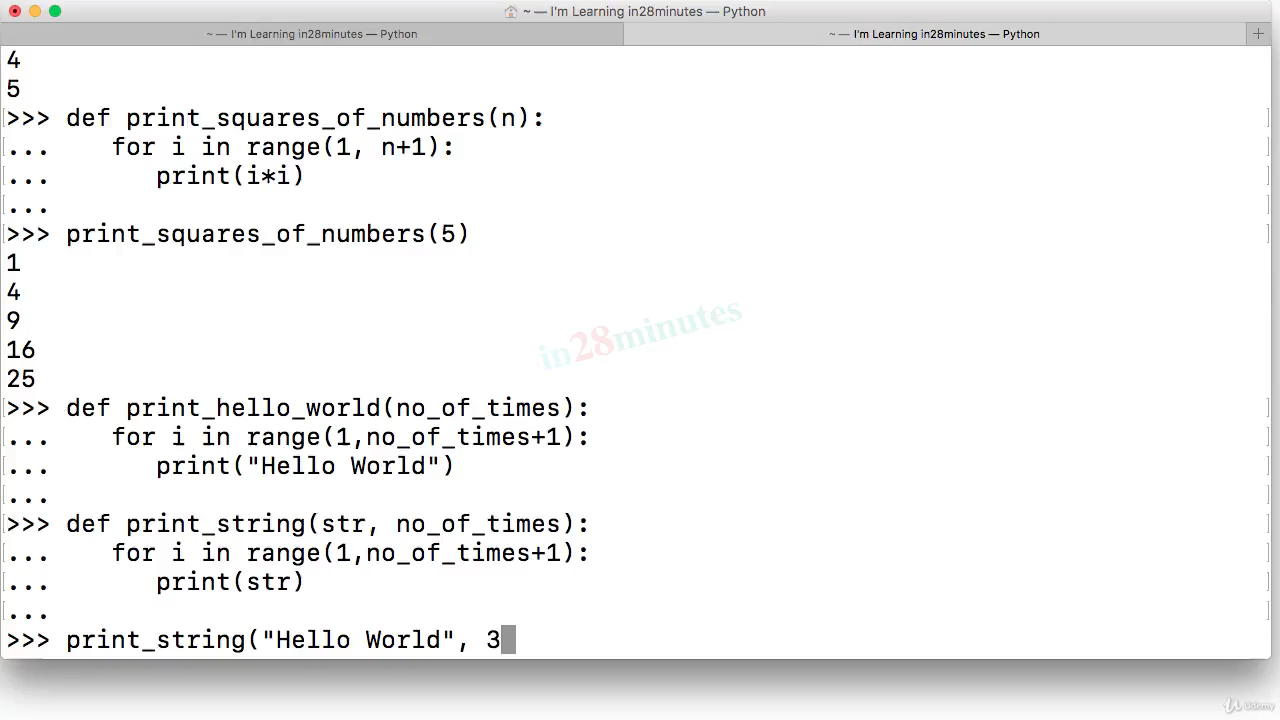 ~ — I'm Learning in28minutes — Python
~ — I'm Learning in28minutes — Python
~ — I'm Learning in28minutes — Python
+
4
5
>>> def print_squares_of_numbers(n):
...    for i in range(1, n+1):
...       print(i*i)
...
>>> print_squares_of_numbers(5)
1
4
9
16
25
>>> def print_hello_world(no_of_times):
...    for i in range(1,no_of_times+1):
...       print("Hello World")
...
>>> def print_string(str, no_of_times):
...    for i in range(1,no_of_times+1):
...       print(str)
...
>>> print_string("Hello World", 3
in28minutes
Udemy